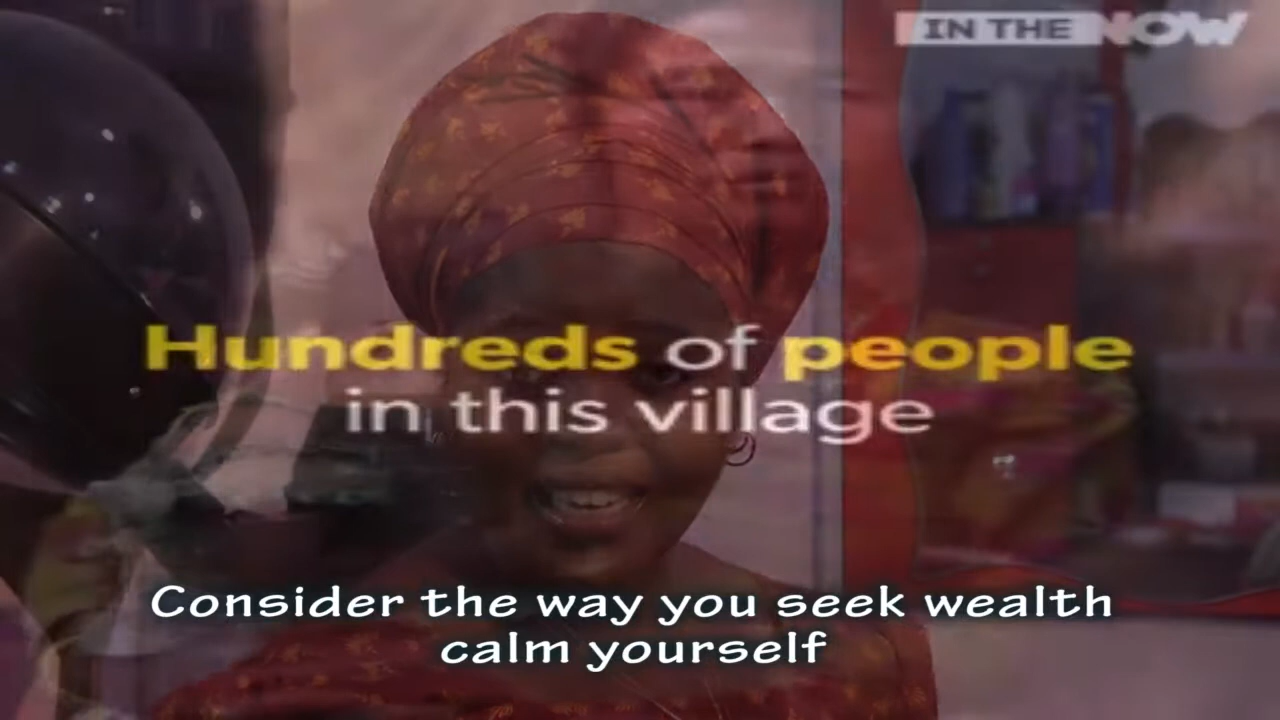 IN THE NOW
Hundreds of people
in this village
Consider the way you seek wealth
calm yourself